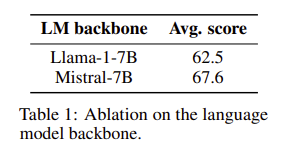 LM backbone Avg. score
Llama-1-7B 62.5
Mistral-7B 67.6
Table 1: Ablation on the language
model backbone.